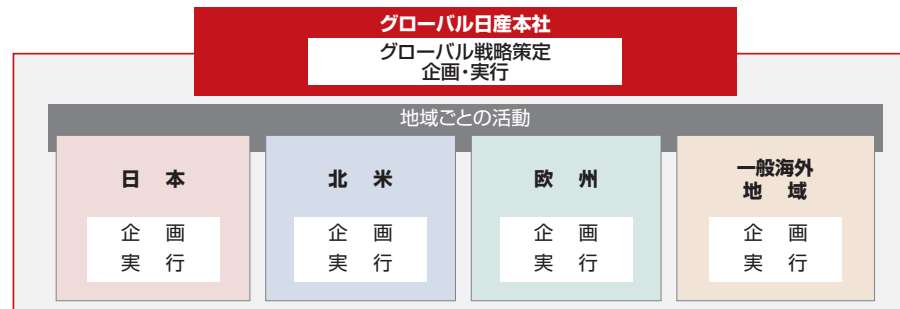 グローバル日産本社
グローバル戦略策定
企画・実行
地域ごとの活動
日 本
企 画
実 行
北 米
企 画
実 行
欧 州
企 画
実 行
一般海外
地 域
企 画
実 行